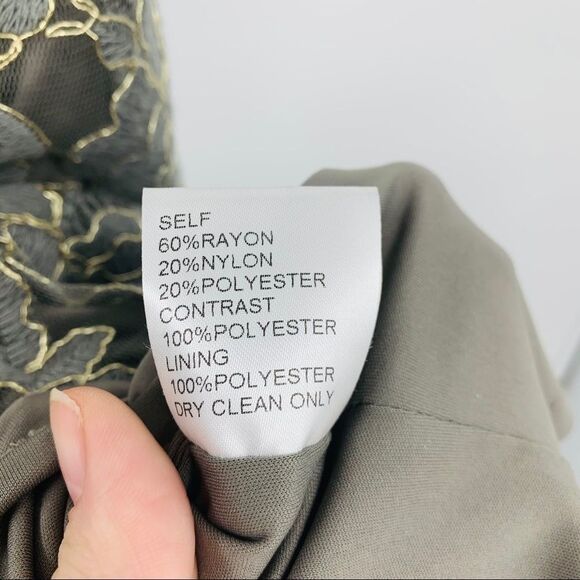 SELF
60%RAYON
20%NYLON
20%POLYESTER
CONTRAST
100%POLYESTER
LINING
100%POLYESTER
DRY CLEAN ONLY